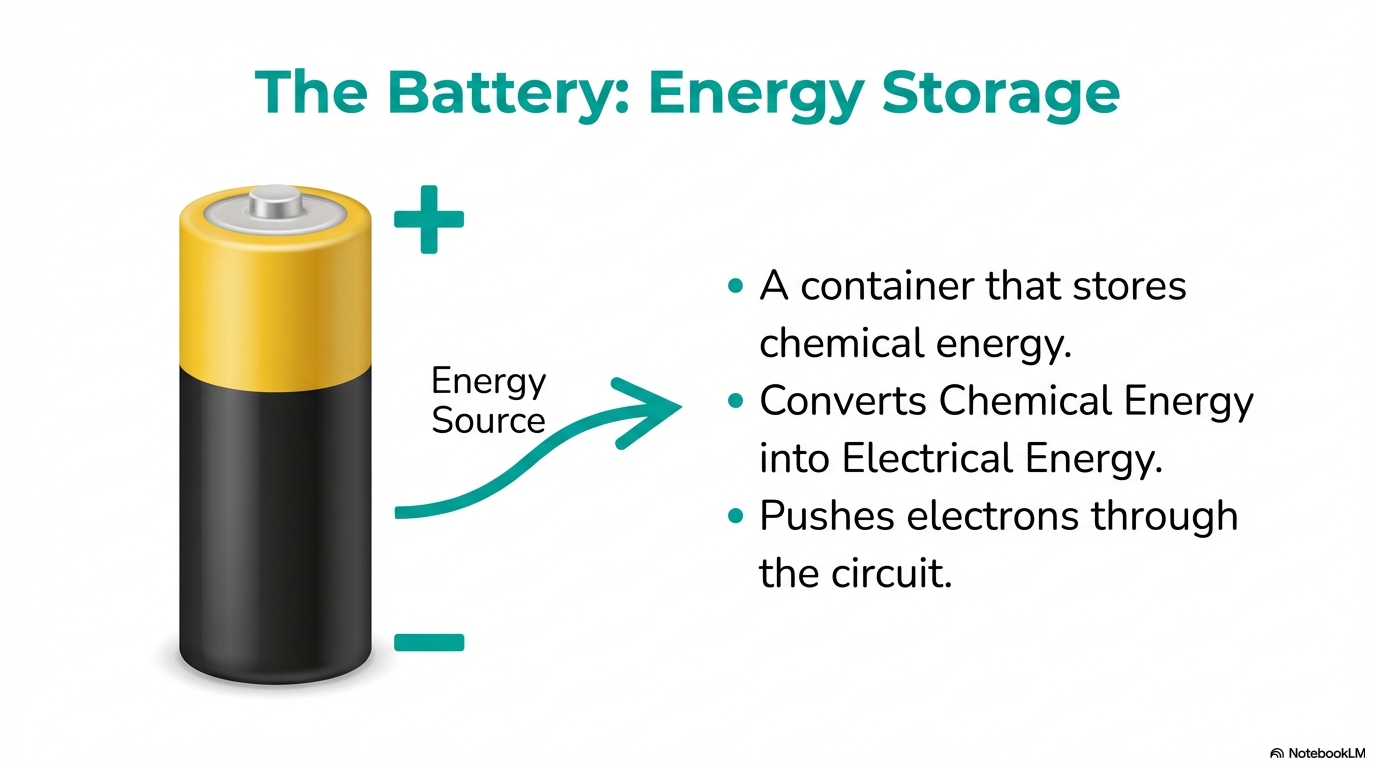 The Battery: Energy Storage
+
Energy
Source
• A container that stores
chemical energy.
• Converts Chemical Energy
into Electrical Energy.
• Pushes electrons through
the circuit.
−
NotebookLM